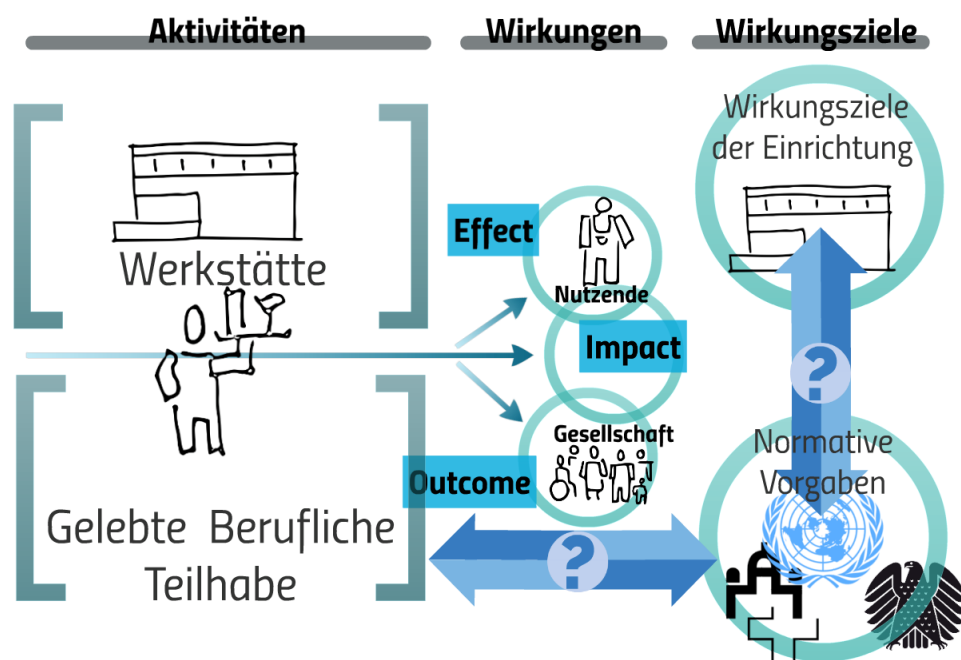 Aktivitäten
Wirkungen
Wirkungsziele
Werkstätte
Gelebte Berufliche
Teilhabe
Effect
Nutzende
Impact
Gesellschaft
Outcome
?
Wirkungsziele
der Einrichtung
?
Normative
Vorgaben